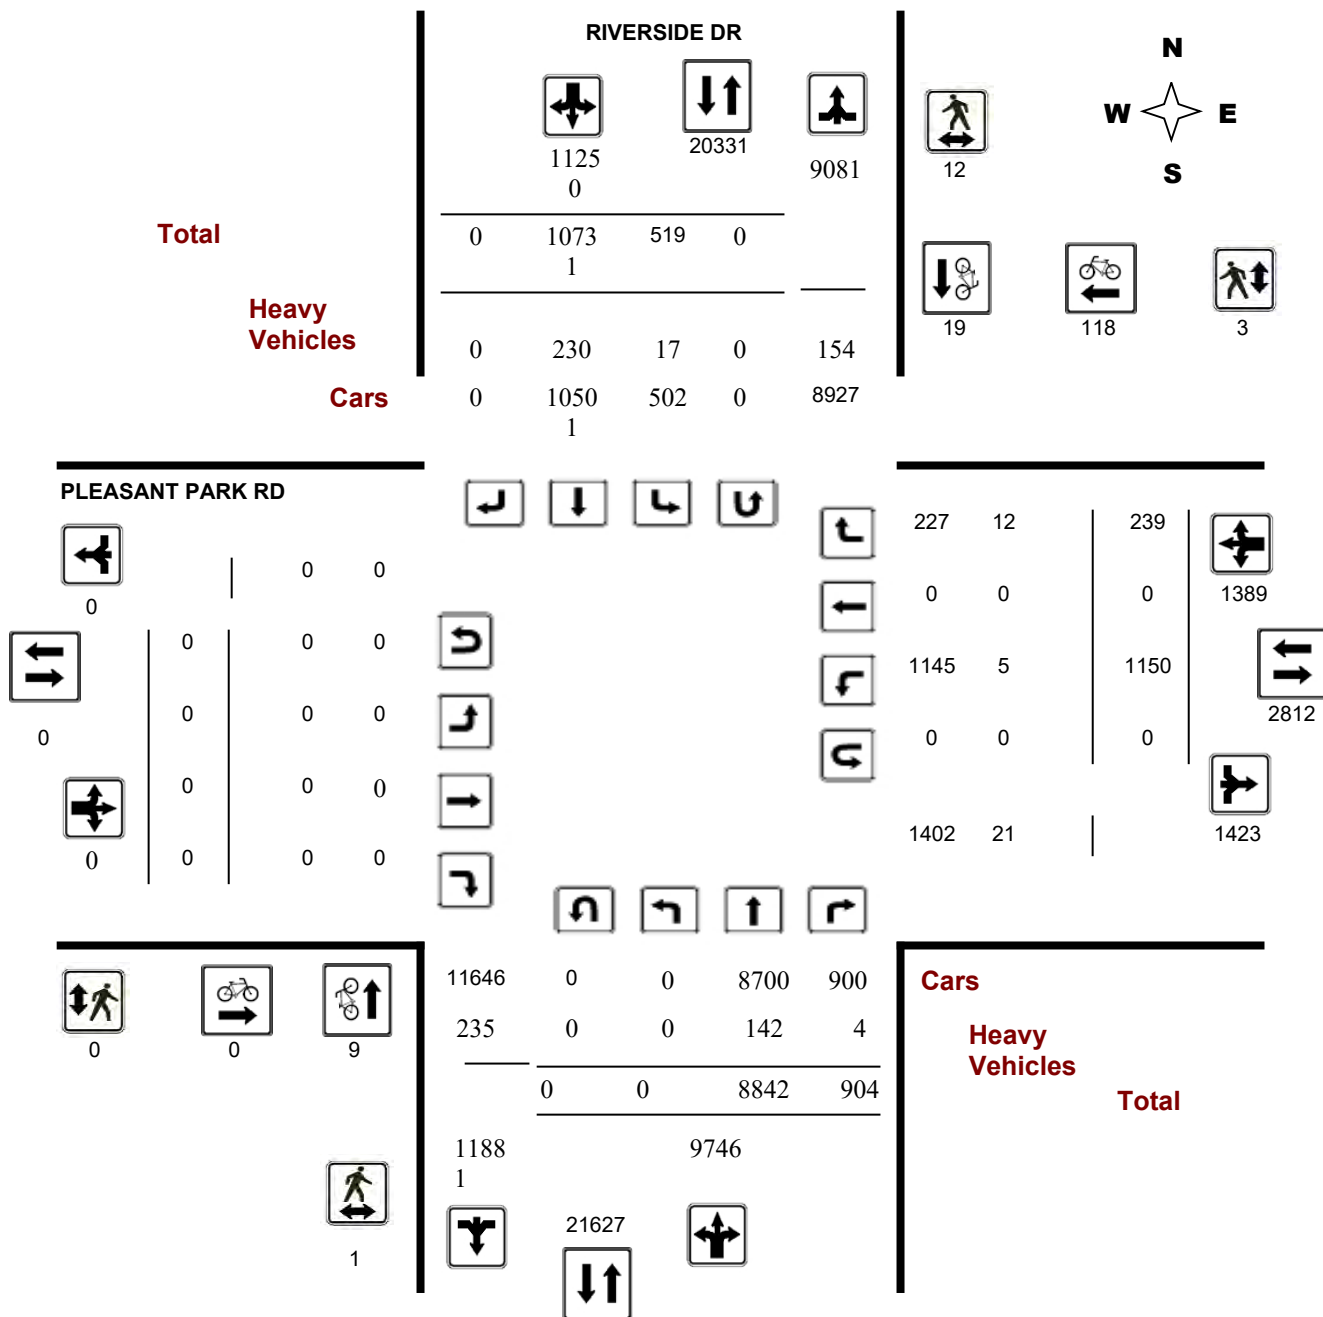 RIVERSIDE DR
N
W E
S
1125
0
20331
9081
12
Total
0 1073
1 519 0
19 118 3
Heavy
Vehicles
0 230 17 0 154
Cars
0 1050
1 502 0 8927
PLEASANT PARK RD
227 12 239
0 0
0
0 0 0
1389
0 0 0
0
1145 5 1150
2812
0 0 0
0 0 0
0 0 0
0
1402 21
1423
0 0 0
11646 0 0 8700 900
Cars
0 0 9
235 0 0 142 4
Heavy
Vehicles
0 0 8842 904
Total
1188
1
9746
21627
1